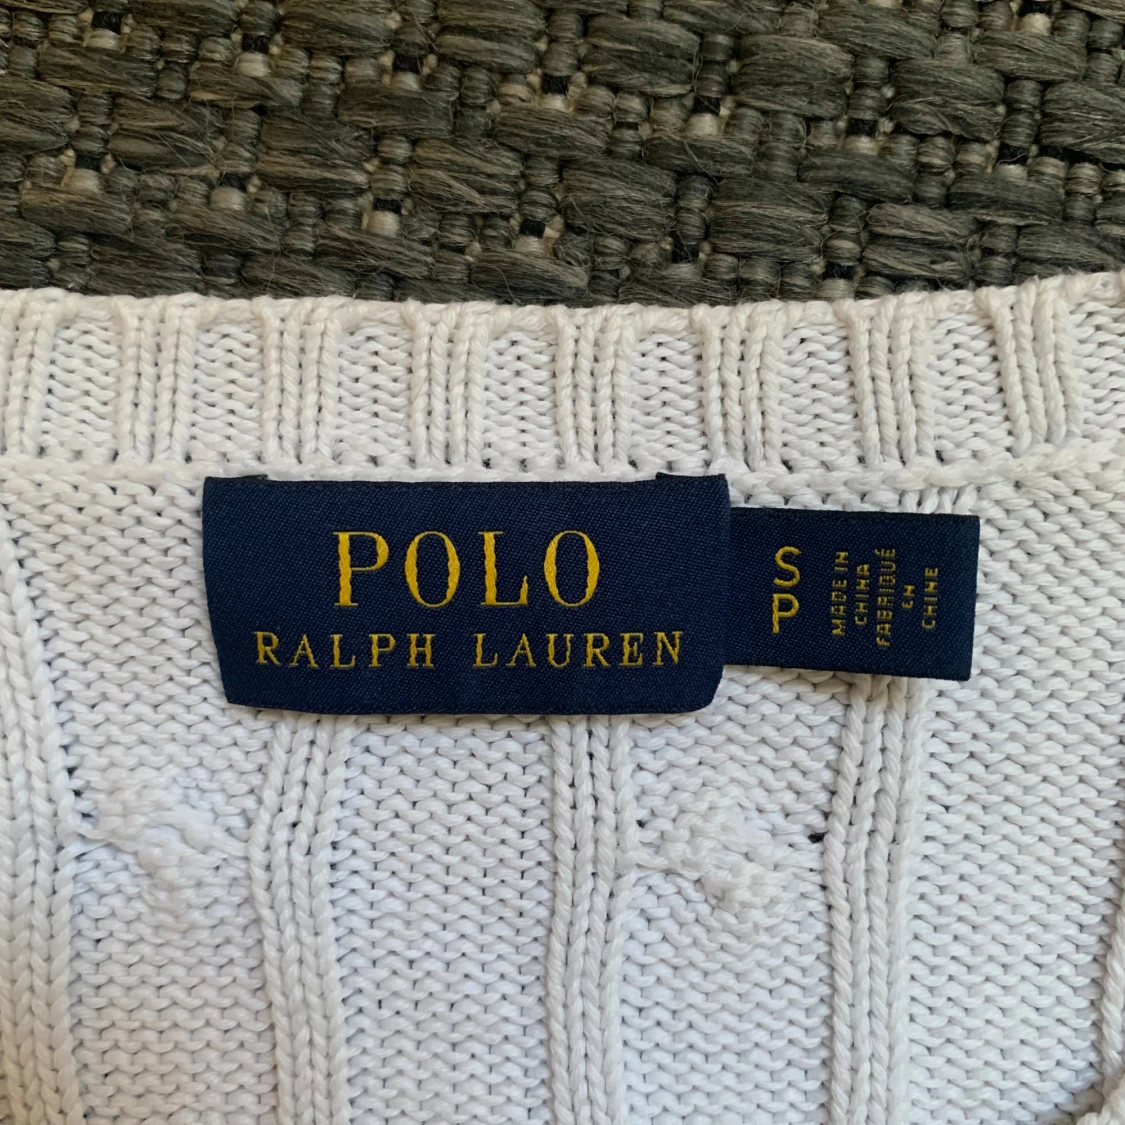 POLO
RALPH LAUREN
S
P
MADE IN
CHINA
FABRIQUÉ
EN
CHINE